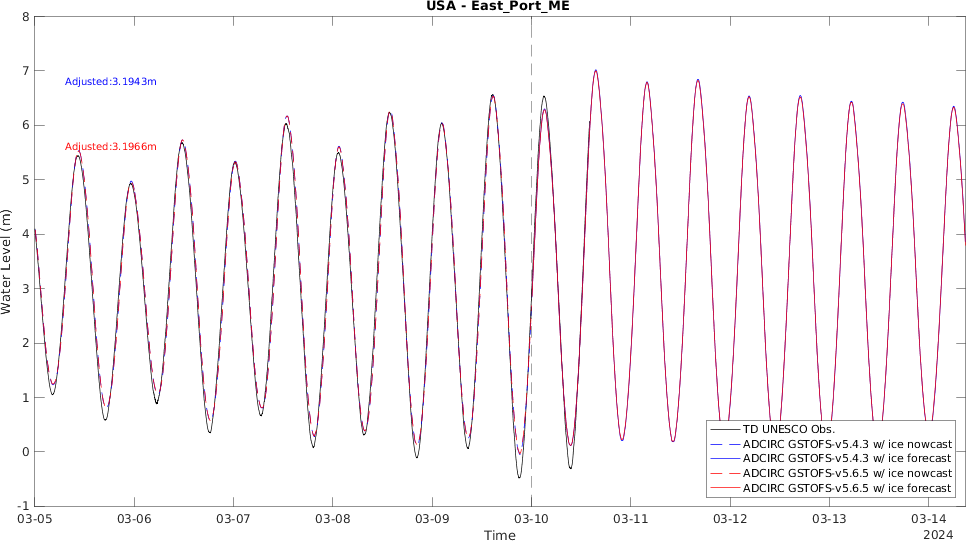 USA - East_Port_ME
8
7
6
5
4
3
2
1
0
-1
Water Level (m)
Adjusted:3.1943m
Adjusted:3.1966m
TD UNESCO Obs.
ADCIRC GSTOFS-v5.4.3 w/ ice nowcast
ADCIRC GSTOFS-v5.4.3 w/ ice forecast
ADCIRC GSTOFS-v5.6.5 w/ ice nowcast
ADCIRC GSTOFS-v5.6.5 w/ ice forecast
03-05 03-06 03-07 03-08 03-09 03-10 03-11 03-12 03-13 03-14
Time
2024